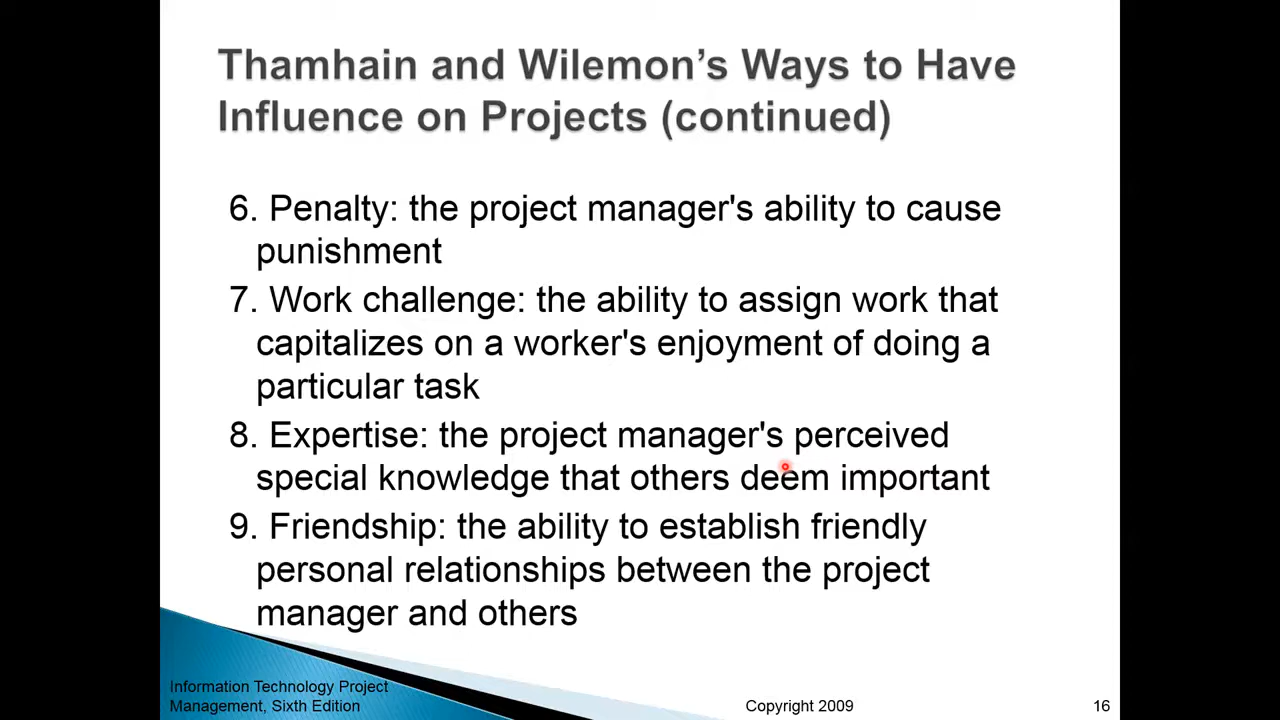 Thamhain and Wilemon’s Ways to Have
Influence on Projects (continued)
6. Penalty: the project manager's ability to cause
punishment
7. Work challenge: the ability to assign work that
capitalizes on a worker's enjoyment of doing a
particular task
8. Expertise: the project manager's perceived
special knowledge that others deem important
9. Friendship: the ability to establish friendly
personal relationships between the project
manager and others
Information Technology Project
Management, Sixth Edition
Copyright 2009
16